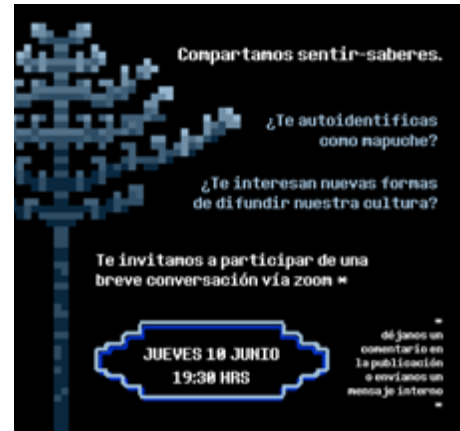 Compartamos sentir-saberes.
¿Te autoidentificas
como mapuche?
¿Te interesan nuevas formas
de difundir nuestra cultura?
Te invitamos a participar de una
breve conversación vía zoom *
JUEVES 10 JUNIO
19:30 HRS
*
déjanos un
comentario en
la publicación
o envíanos un
mensaje interno
*